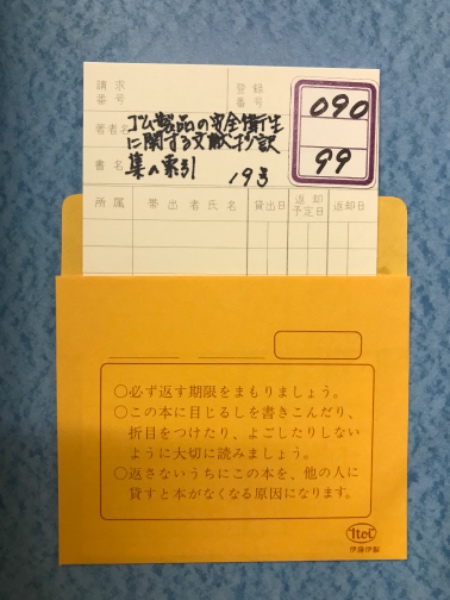 請求
番号
登録
番号
090
99
著者名
ゴム製品の安全衛生
に関する文献抄訳
書名
集の索引
193
所属
帯出者氏名
貸出日
返却
予定日
返却日
○必ず返す期限をまもりましょう。
○この本に目じるしを書きこんだり、
折目をつけたり、よごしたりしない
ように大切に読みましょう。
○返さないうちにこの本を、他の人に
貸すと本がなくなる原因になります。
Itoi
伊藤伊製